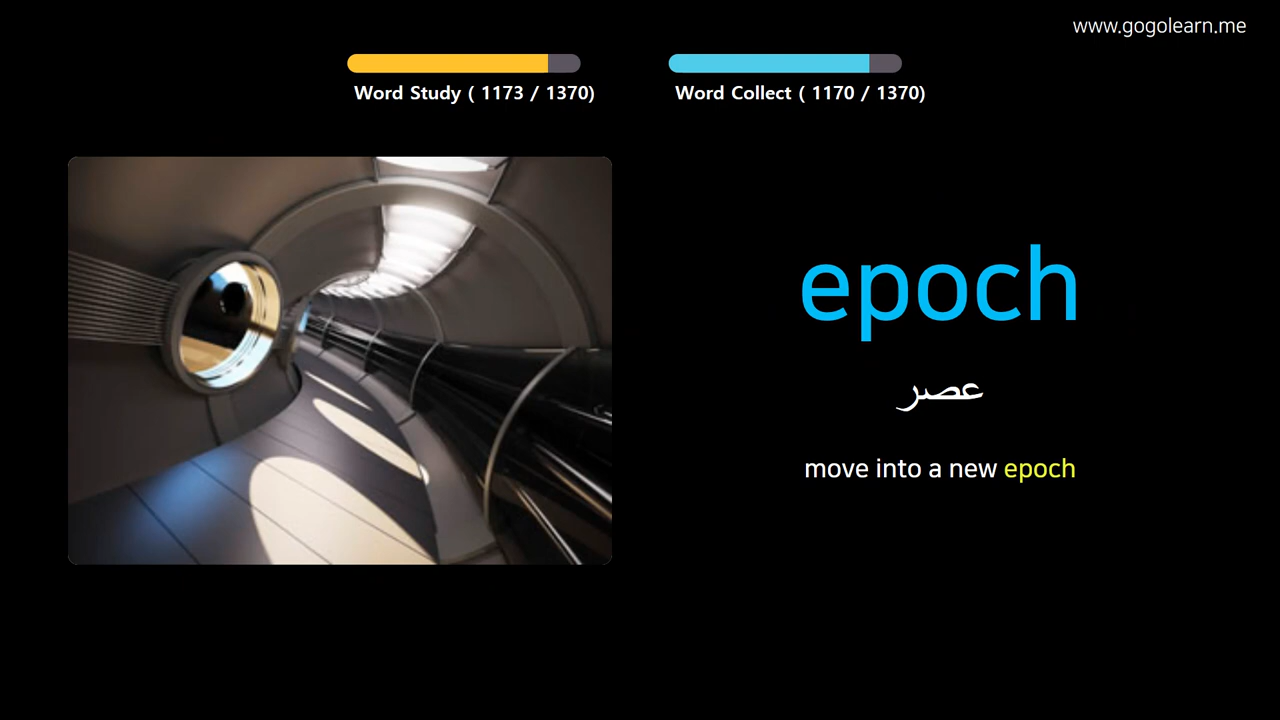 www.gogolearn.me
Word Study ( 1173 / 1370)
Word Collect ( 1170 / 1370)
epoch
عصر
move into a new epoch